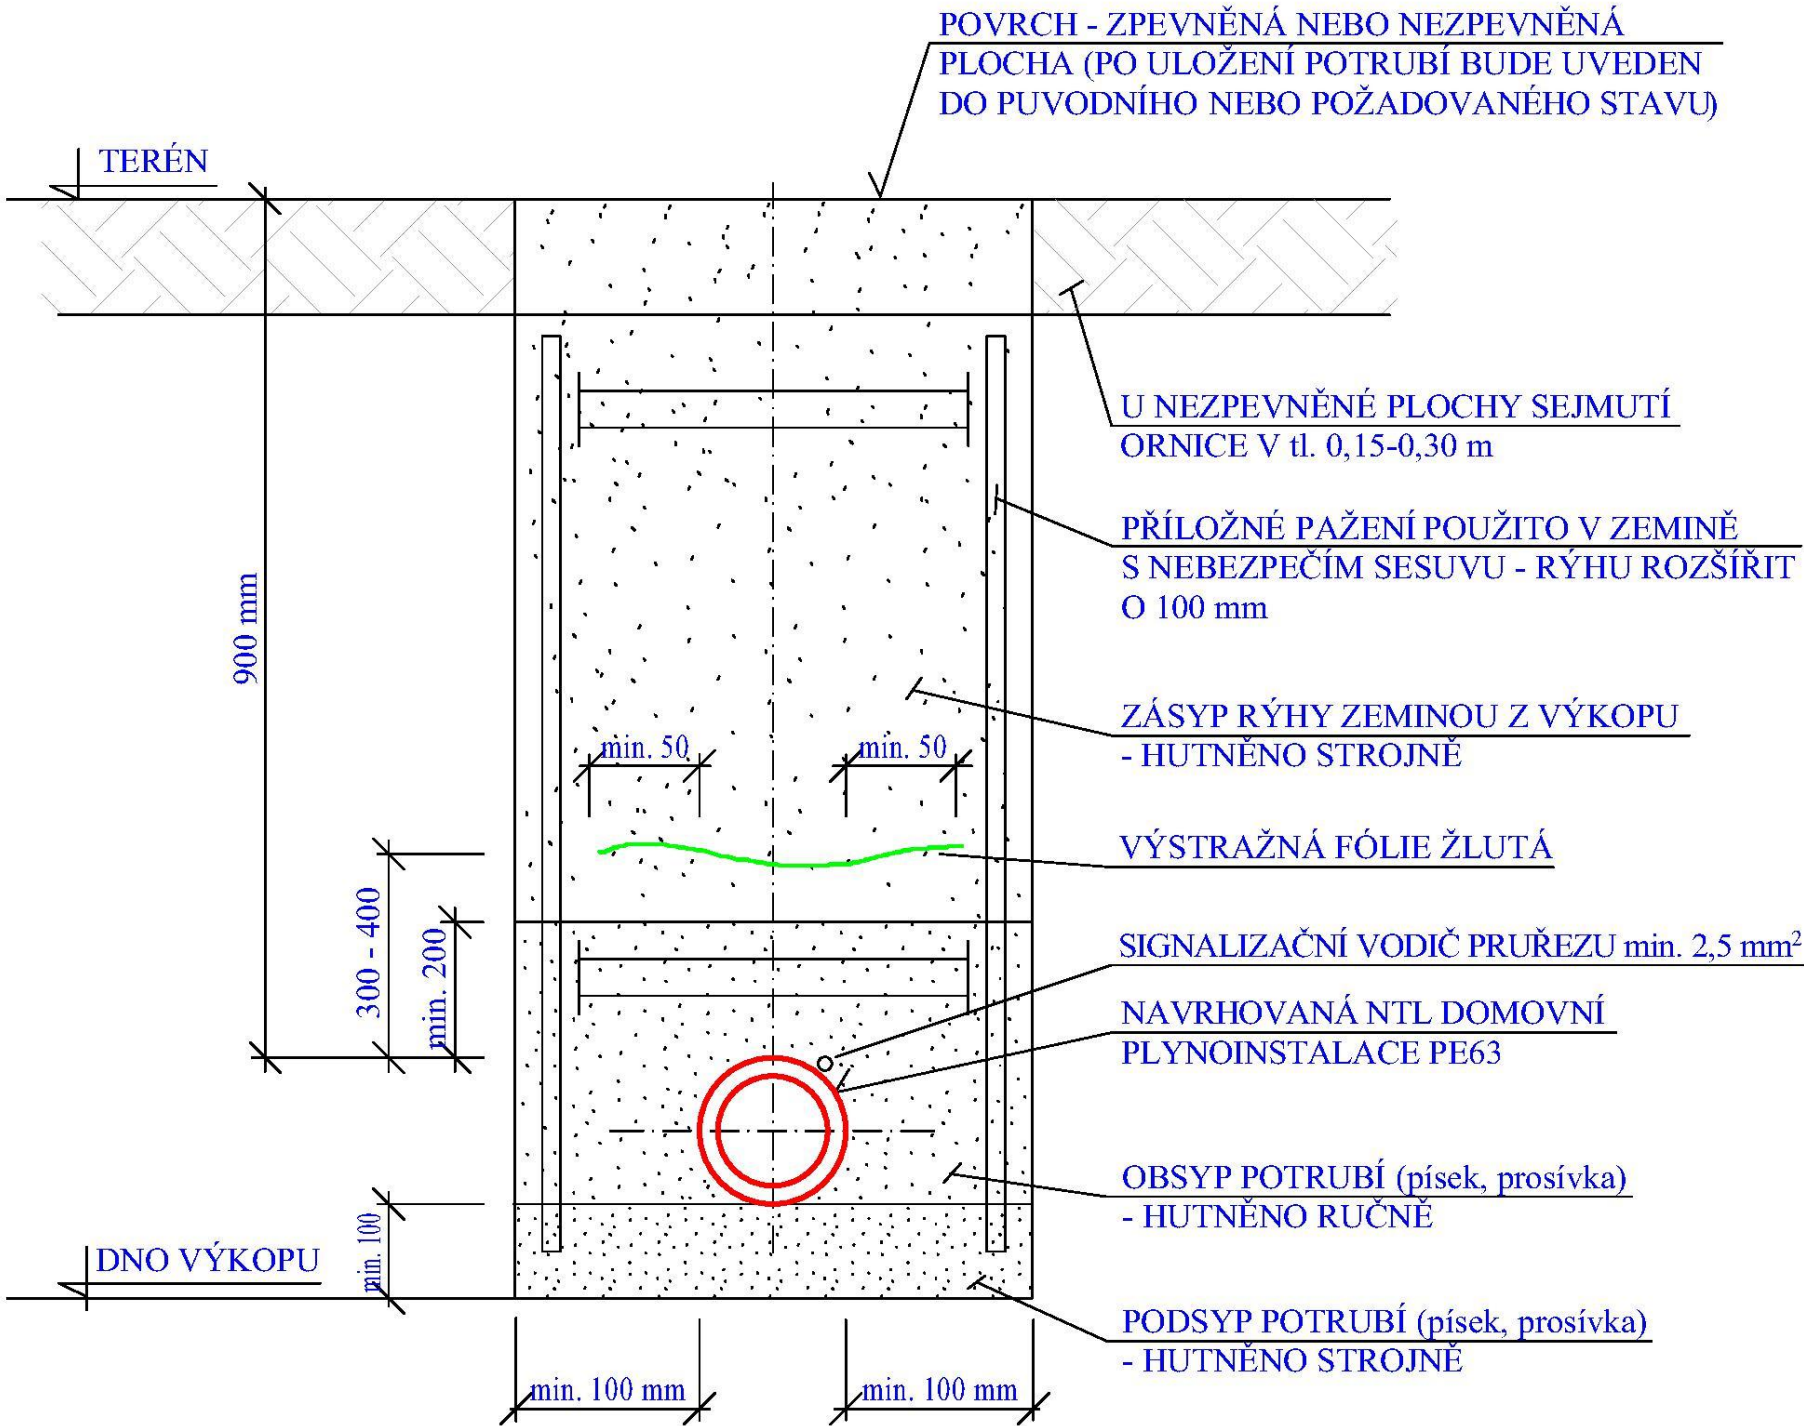 POVRCH - ZPEVNĚNÁ NEBO NEZPEVNĚNÁ
PLOCHA (PO ULOŽENÍ POTRUBÍ BUDE UVEDEN
DO PUVODNÍHO NEBO POŽADOVANÉHO STAVU)
TERÉN
U NEZPEVNĚNÉ PLOCHY SEJMUTÍ
ORNICE V tl. 0,15-0,30 m
PŘÍLOŽNÉ PAŽENÍ POUŽITO V ZEMINĚ
S NEBEZPEČÍM SESUVU - RÝHU ROZŠÍŘIT
O 100 mm
900 mm
ZÁSYP RÝHY ZEMINOU Z VÝKOPU
- HUTNĚNO STROJNĚ
min. 50
min. 50
VÝSTRAŽNÁ FÓLIE ŽLUTÁ
300 - 400
min. 200
SIGNALIZAČNÍ VODIČ PRUŘEZU min. 2,5 mm²
NAVRHOVANÁ NTL DOMOVNÍ
PLYNOINSTALACE PE63
OBSYP POTRUBÍ (písek, prosívka)
- HUTNĚNO RUČNĚ
min. 100
DNO VÝKOPU
PODSYP POTRUBÍ (písek, prosívka)
- HUTNĚNO STROJNĚ
min. 100 mm
min. 100 mm